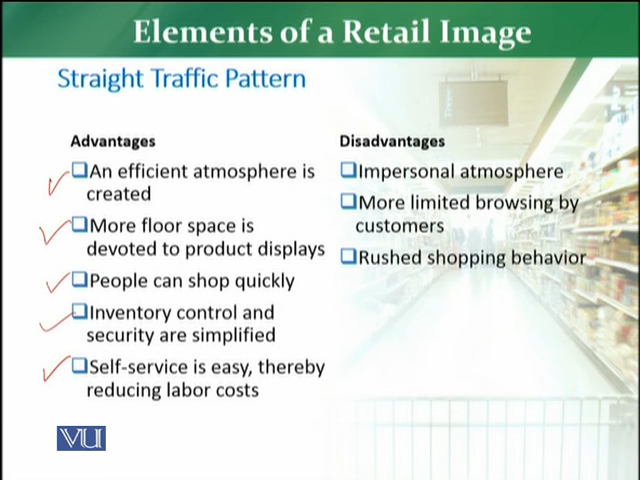 Elements of a Retail Image
Straight Traffic Pattern
Advantages
An efficient atmosphere is
created
More floor space is
devoted to product displays
People can shop quickly
Inventory control and
security are simplified
Self-service is easy, thereby
reducing labor costs
Disadvantages
Impersonal atmosphere
More limited browsing by
customers
Rushed shopping behavior
VU